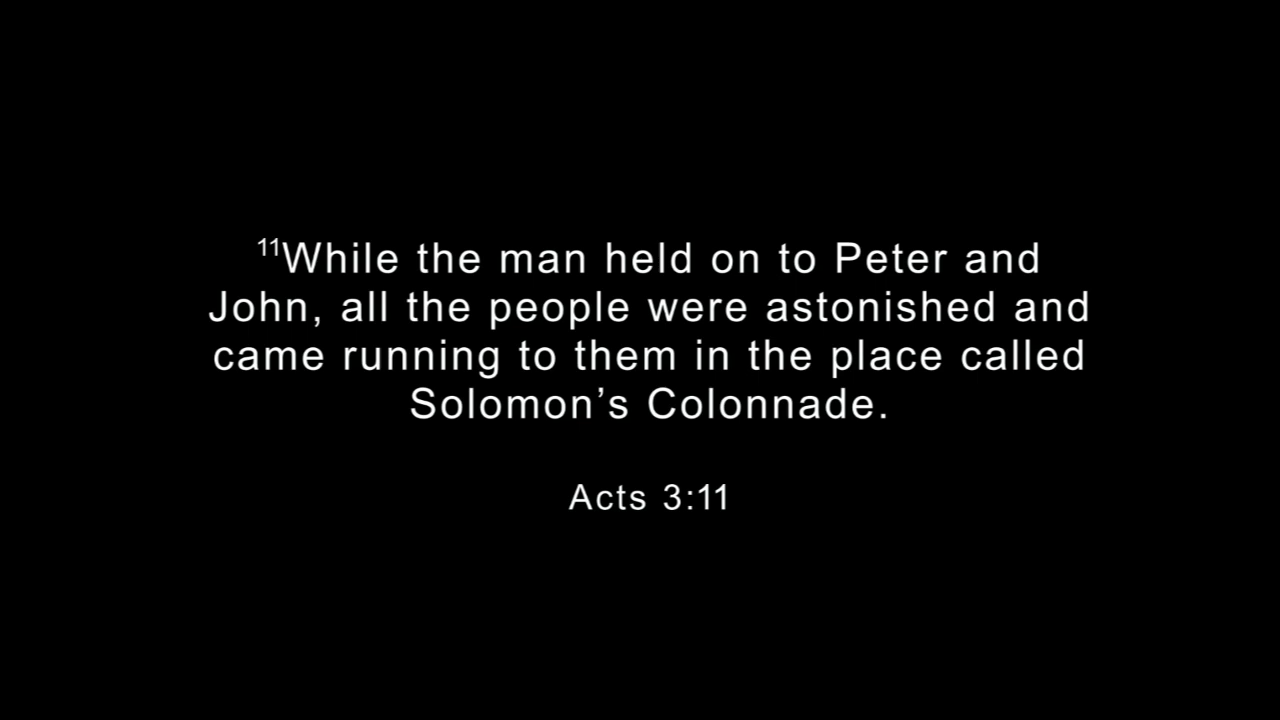 11While the man held on to Peter and
John, all the people were astonished and
came running to them in the place called
Solomon’s Colonnade.
Acts 3:11